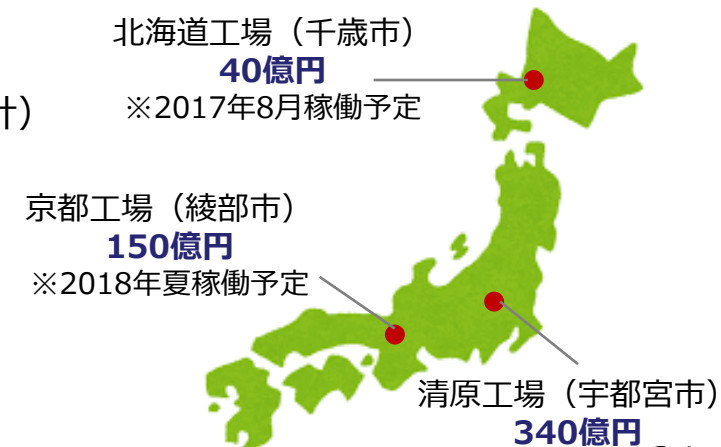 北海道工場（千歳市）
40億円
※2017年8月稼働予定
計）
京都工場（綾部市）
150億円
※2018年夏稼働予定
清原工場（宇都宮市）
340億円